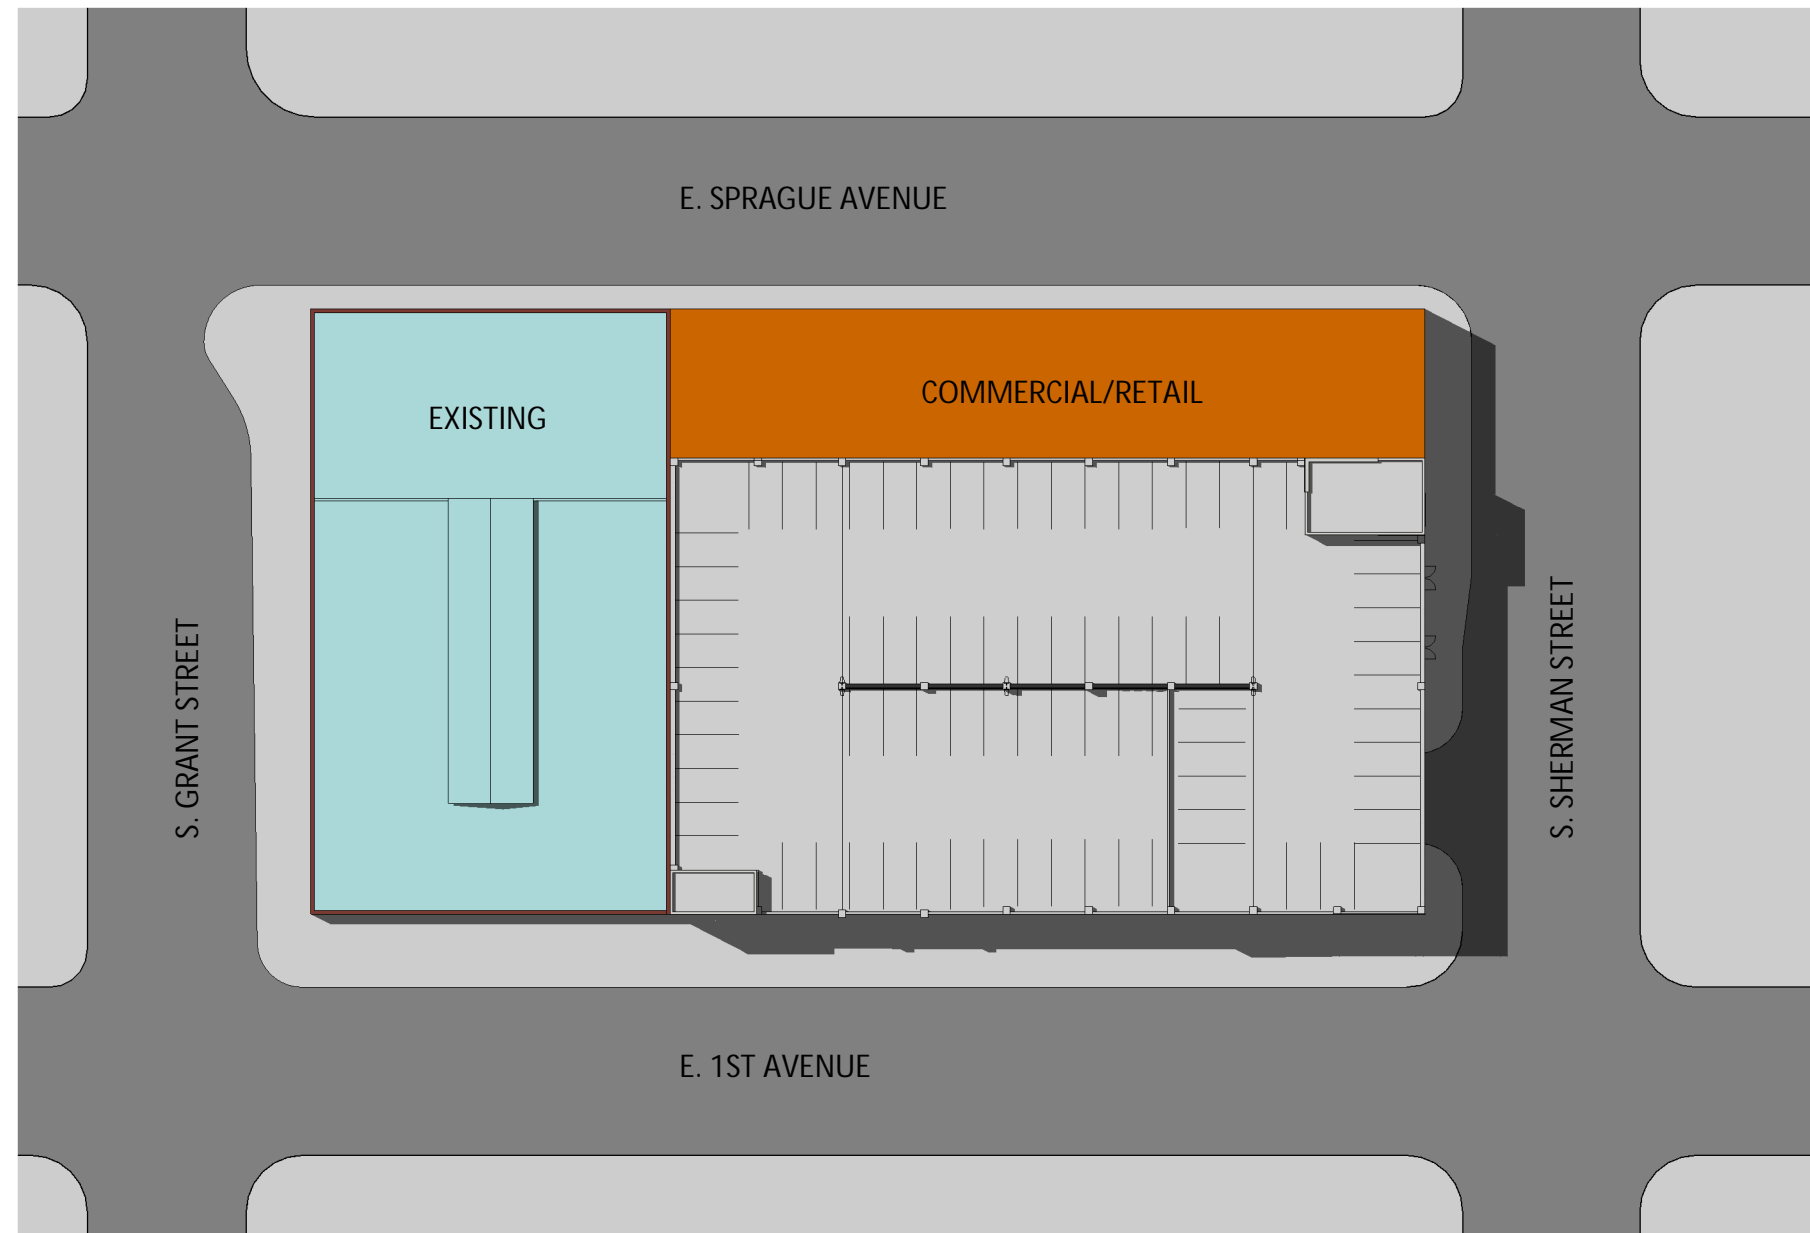 E. SPRAGUE AVENUE
COMMERCIAL/RETAIL
EXISTING
S. GRANT STREET
S. SHERMAN STREET
E. 1ST AVENUE